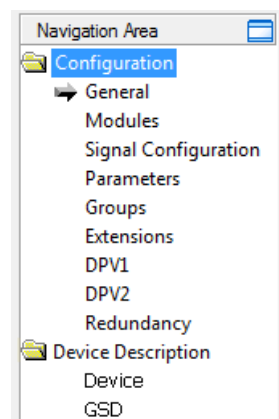 Navigation Area
Configuration
General
Modules
Signal Configuration
Parameters
Groups
Extensions
DPV1
DPV2
Redundancy
Device Description
Device
GSD